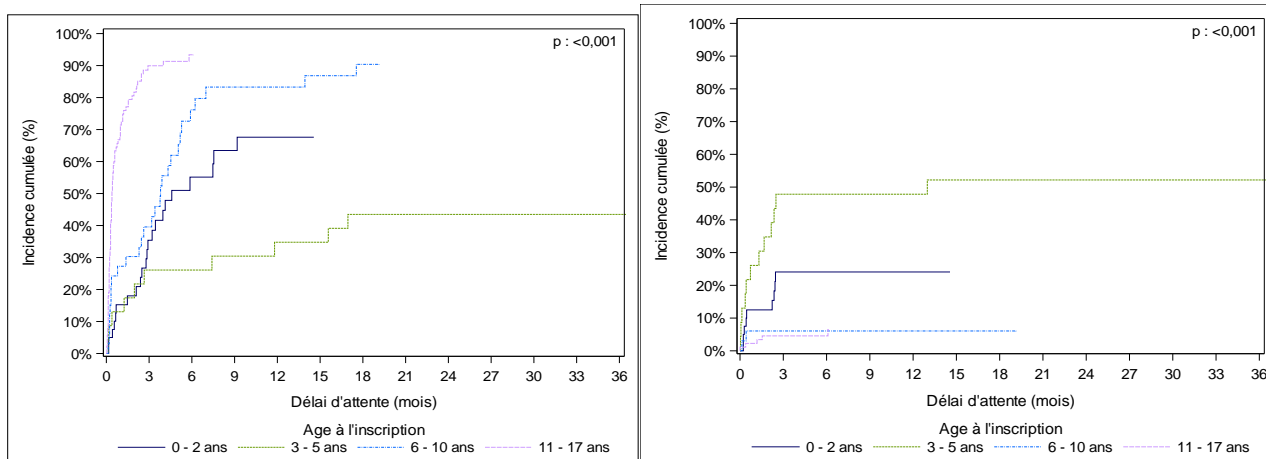 p : <0,001
Incidence cumulée (%)
100%
90%
80%
70%
60%
50%
40%
30%
20%
10%
0%
0 3 6 9 12 15 18 21 24 27 30 33 36
Délai d'attente (mois)
Age à l'inscription
0 - 2 ans 3 - 5 ans 6 - 10 ans 11 - 17 ans
p : <0,001
Incidence cumulée (%)
100%
90%
80%
70%
60%
50%
40%
30%
20%
10%
0%
0 3 6 9 12 15 18 21 24 27 30 33 36
Délai d'attente (mois)
Age à l'inscription
0 - 2 ans 3 - 5 ans 6 - 10 ans 11 - 17 ans